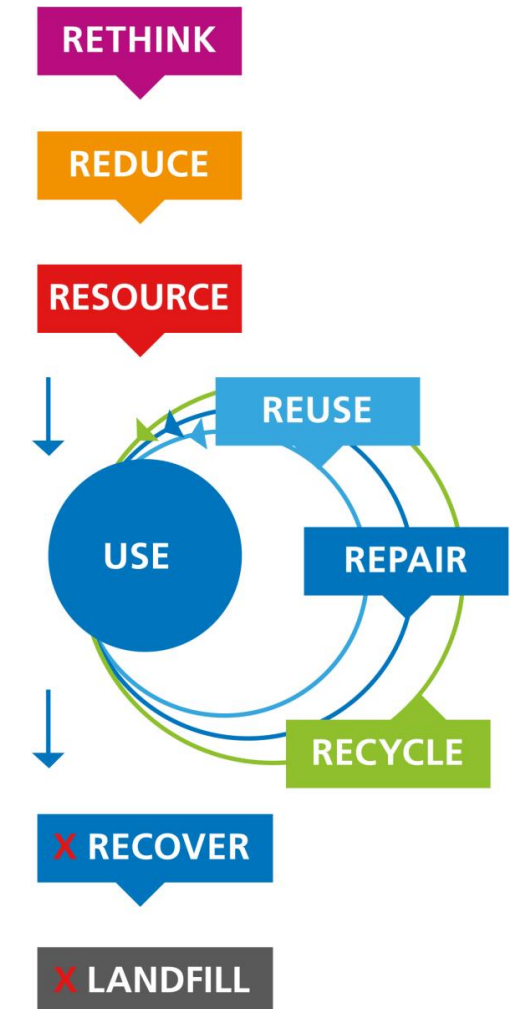 RETHINK
REDUCE
RESOURCE
REUSE
USE
REPAIR
RECYCLE
X RECOVER
X LANDFILL